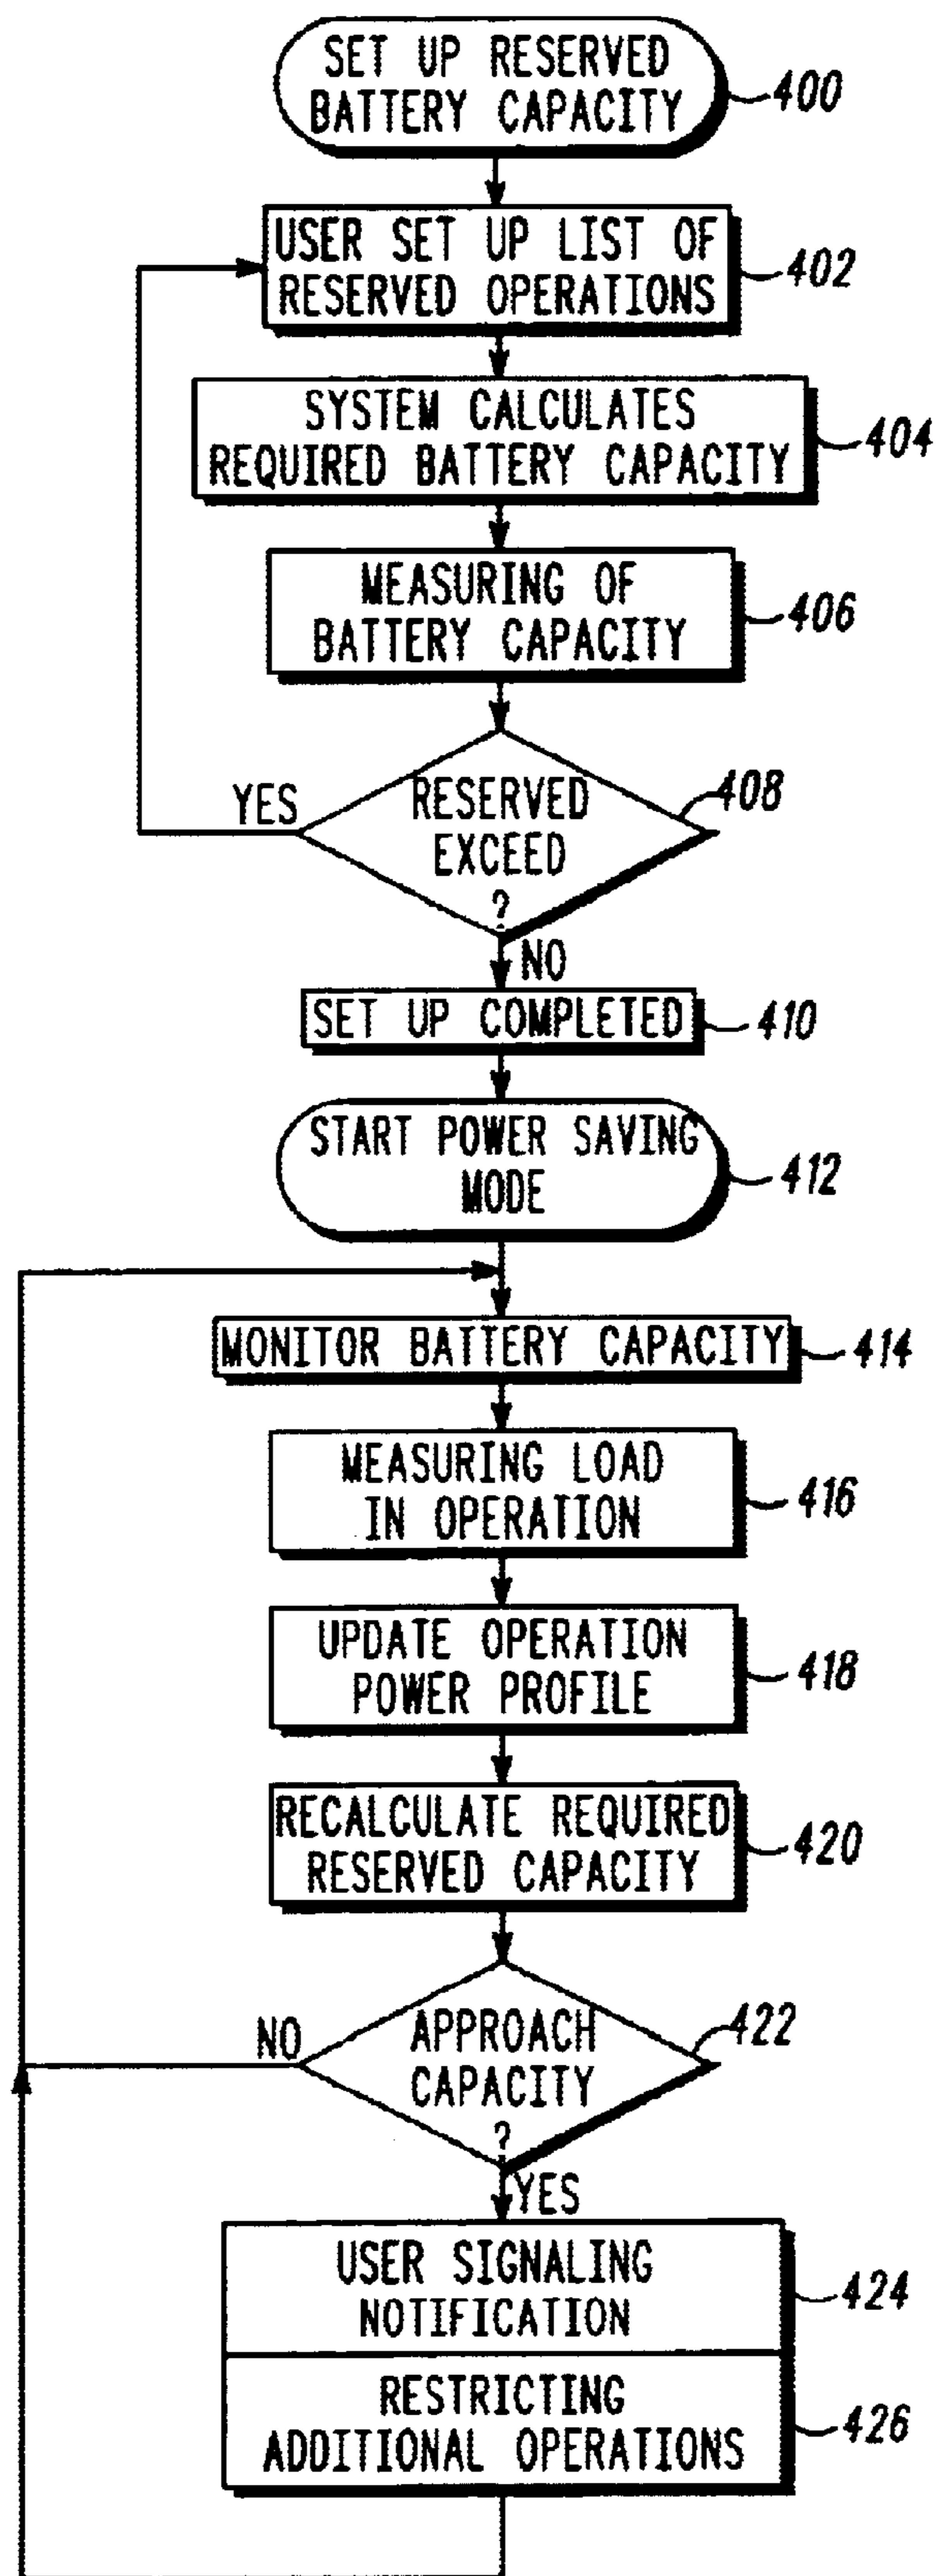 SET UP RESERVED
BATTERY CAPACITY
400
USER SET UP LIST OF
RESERVED OPERATIONS
402
SYSTEM CALCULATES
REQUIRED BATTERY CAPACITY
404
MEASURING OF
BATTERY CAPACITY
406
RESERVED
EXCEED
?
408
YES
NO
SET UP COMPLETED
410
START POWER SAVING
MODE
412
MONITOR BATTERY CAPACITY
414
MEASURING LOAD
IN OPERATION
416
UPDATE OPERATION
POWER PROFILE
418
RECALCULATE REQUIRED
RESERVED CAPACITY
420
APPROACH
CAPACITY
?
422
NO
YES
USER SIGNALING
NOTIFICATION
424
RESTRICTING
ADDITIONAL OPERATIONS
426